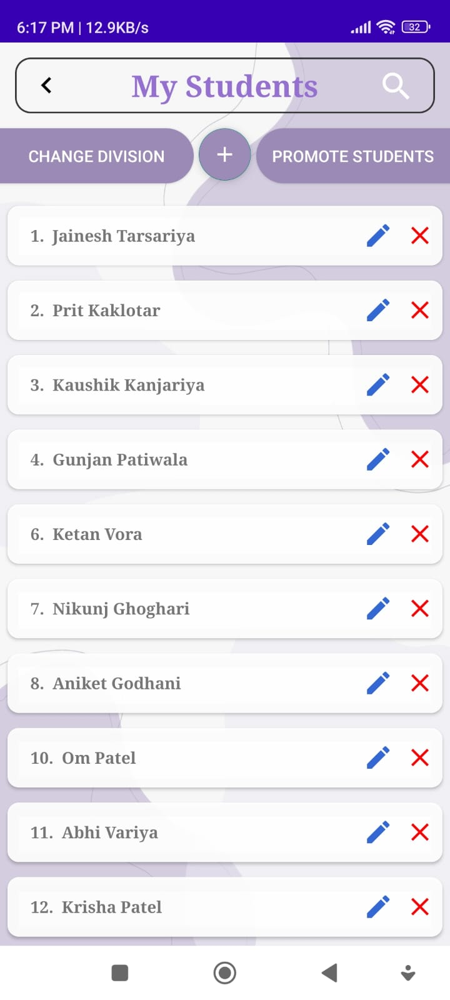 6:17 PM | 12.9KB/s 32
My Students
CHANGE DIVISION + PROMOTE STUDENTS
1. Jainesh Tarsariya
2. Prit Kaklotar
3. Kaushik Kanjariya
4. Gunjan Patiwala
6. Ketan Vora
7. Nikunj Ghoghari
8. Aniket Godhani
10. Om Patel
11. Abhi Variya
12. Krisha Patel